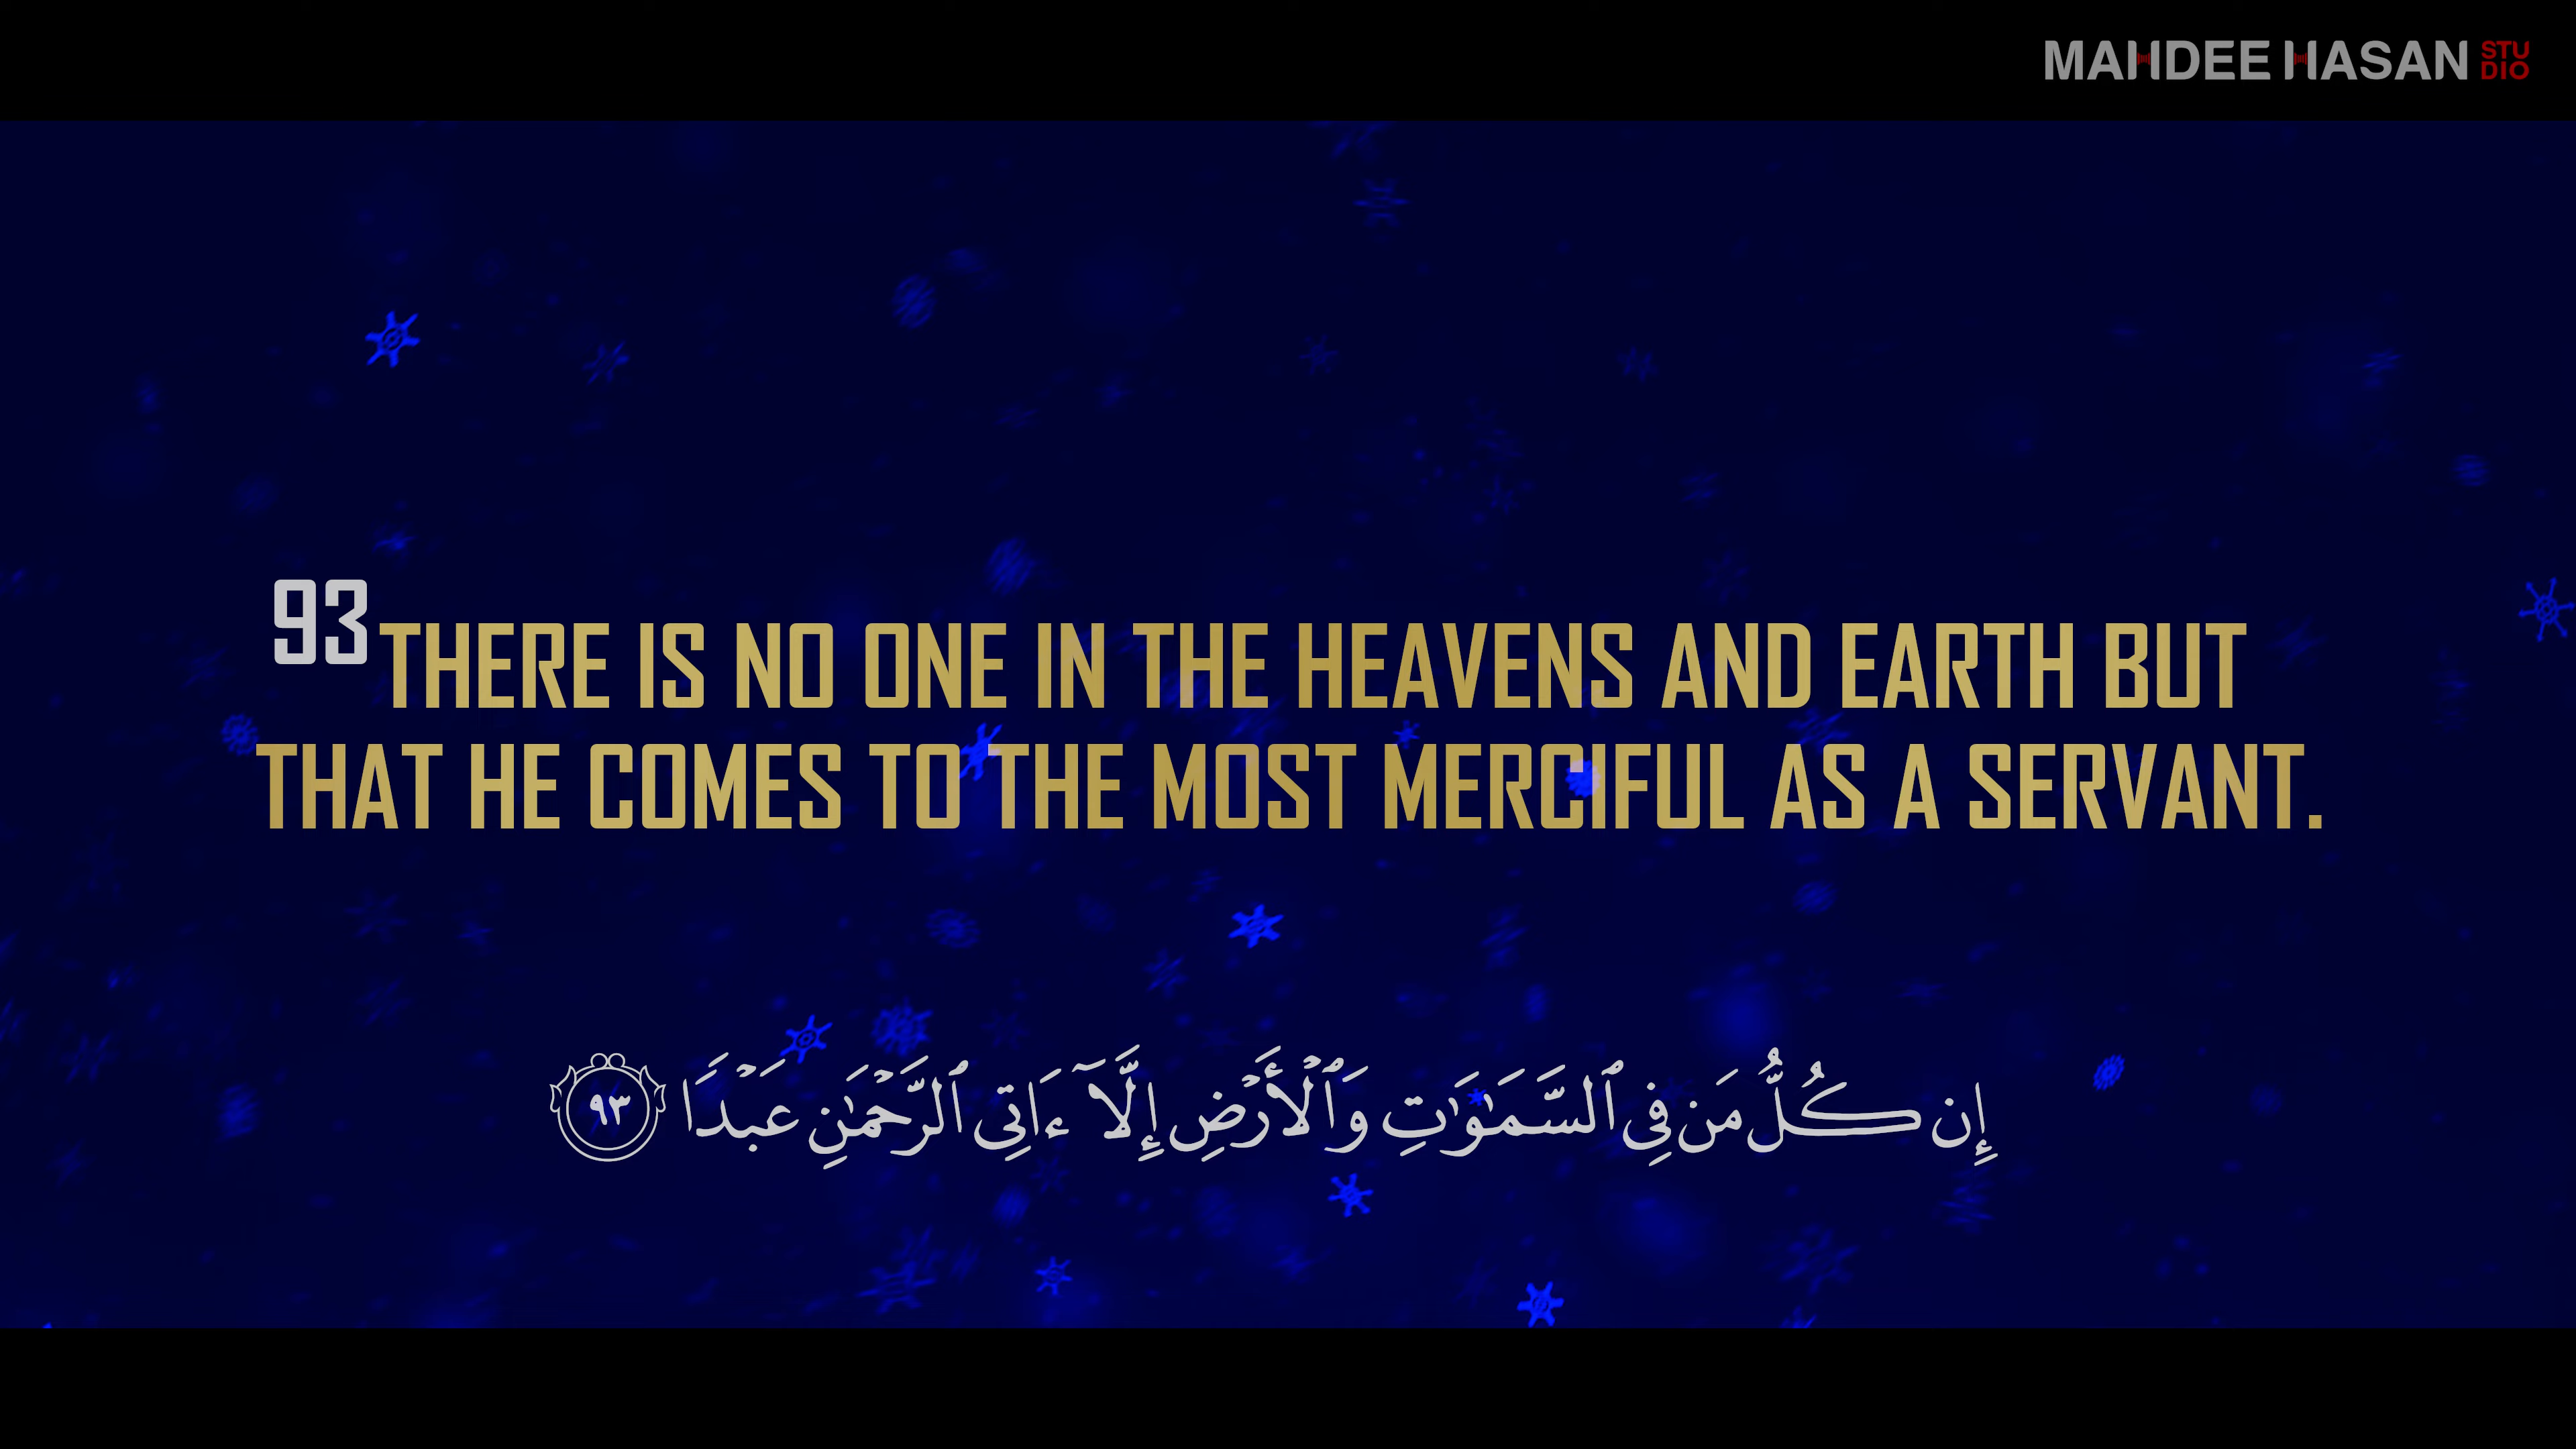 MAHDEE HASAN STUDIO
93 THERE IS NO ONE IN THE HEAVENS AND EARTH BUT
THAT HE COMES TO THE MOST MERCIFUL AS A SERVANT.
إِن كُلُّ مَن فِى ٱلسَّمَـٰوَٰتِ وَٱلْأَرْضِ إِلَّآ ءَاتِى ٱلرَّحْمَـٰنِ عَبْدًا ٩٣